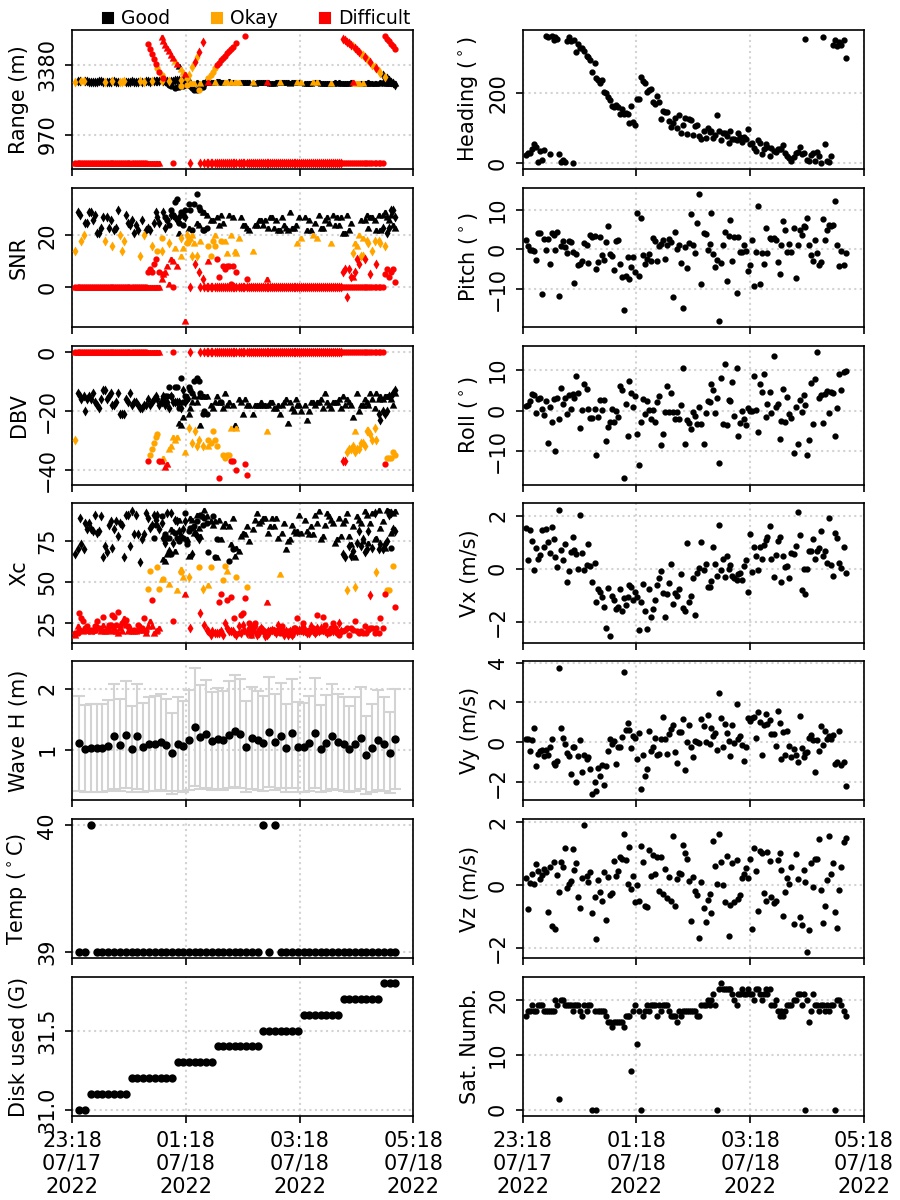 Good Okay Difficult
Range (m)
3380
970
Heading (°)
200
0
SNR
20
0
Pitch (°)
10
0
−10
DBV
0
−20
−40
Roll (°)
10
0
−10
Xc
75
50
25
Vx (m/s)
2
0
−2
Wave H (m)
2
1
Vy (m/s)
4
2
0
−2
Temp (°C)
40
39
Vz (m/s)
2
0
−2
Disk used (G)
31.5
31.0
Sat. Numb.
20
10
0
23:18 01:18 03:18 05:18
07/17 07/18 07/18 07/18
2022 2022 2022 2022
23:18 01:18 03:18 05:18
07/17 07/18 07/18 07/18
2022 2022 2022 2022